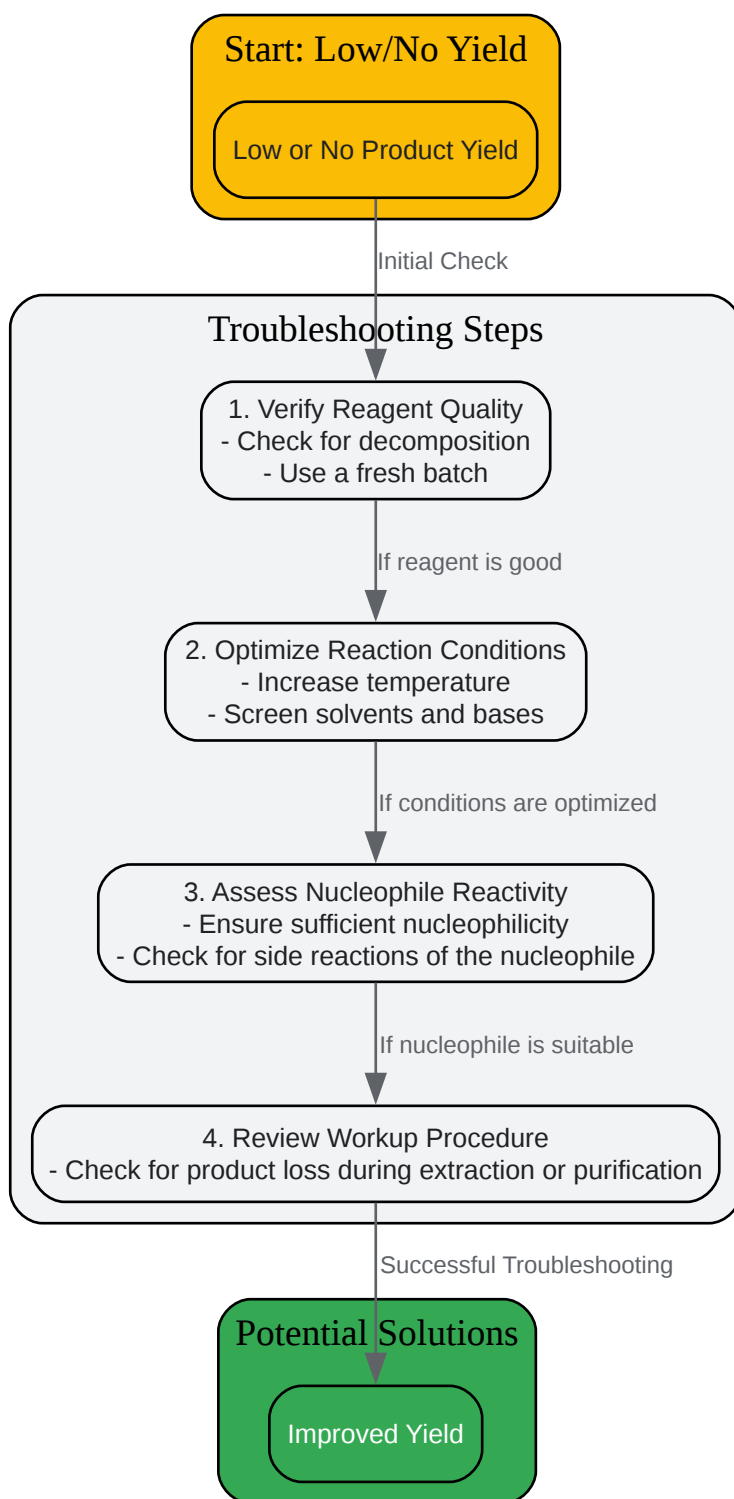 Start: Low/No Yield
Low or No Product Yield
Initial Check
Troubleshooting Steps
1. Verify Reagent Quality
- Check for decomposition
- Use a fresh batch
If reagent is good
2. Optimize Reaction Conditions
- Increase temperature
- Screen solvents and bases
If conditions are optimized
3. Assess Nucleophile Reactivity
- Ensure sufficient nucleophilicity
- Check for side reactions of the nucleophile
If nucleophile is suitable
4. Review Workup Procedure
- Check for product loss during extraction or purification
Successful Troubleshooting
Potential Solutions
Improved Yield